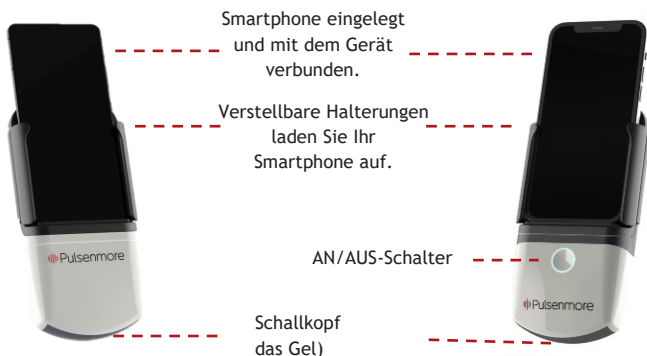 Smartphone eingelegt
und mit dem Gerät
verbunden.
Verstellbare Halterungen
laden Sie Ihr
Smartphone auf.
AN/AUS-Schalter
Pulsenmore
Pulsenmore
Schallkopf
das Gel)